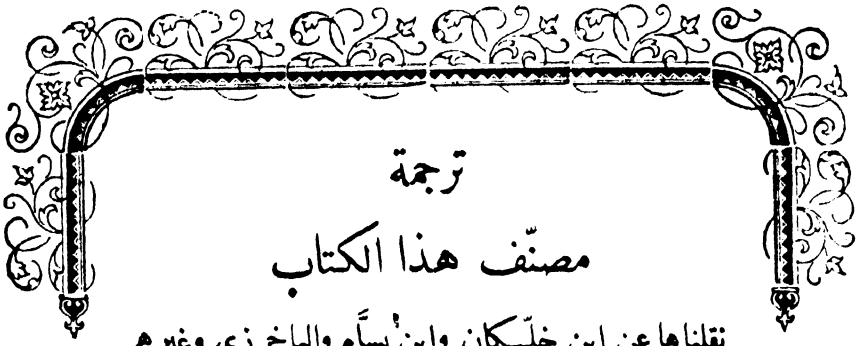 ترجمة
مصنّف هذا الكتاب
نقلناها عن ابن خلّكان وابن بسَّام والباخرزي وغيرهم